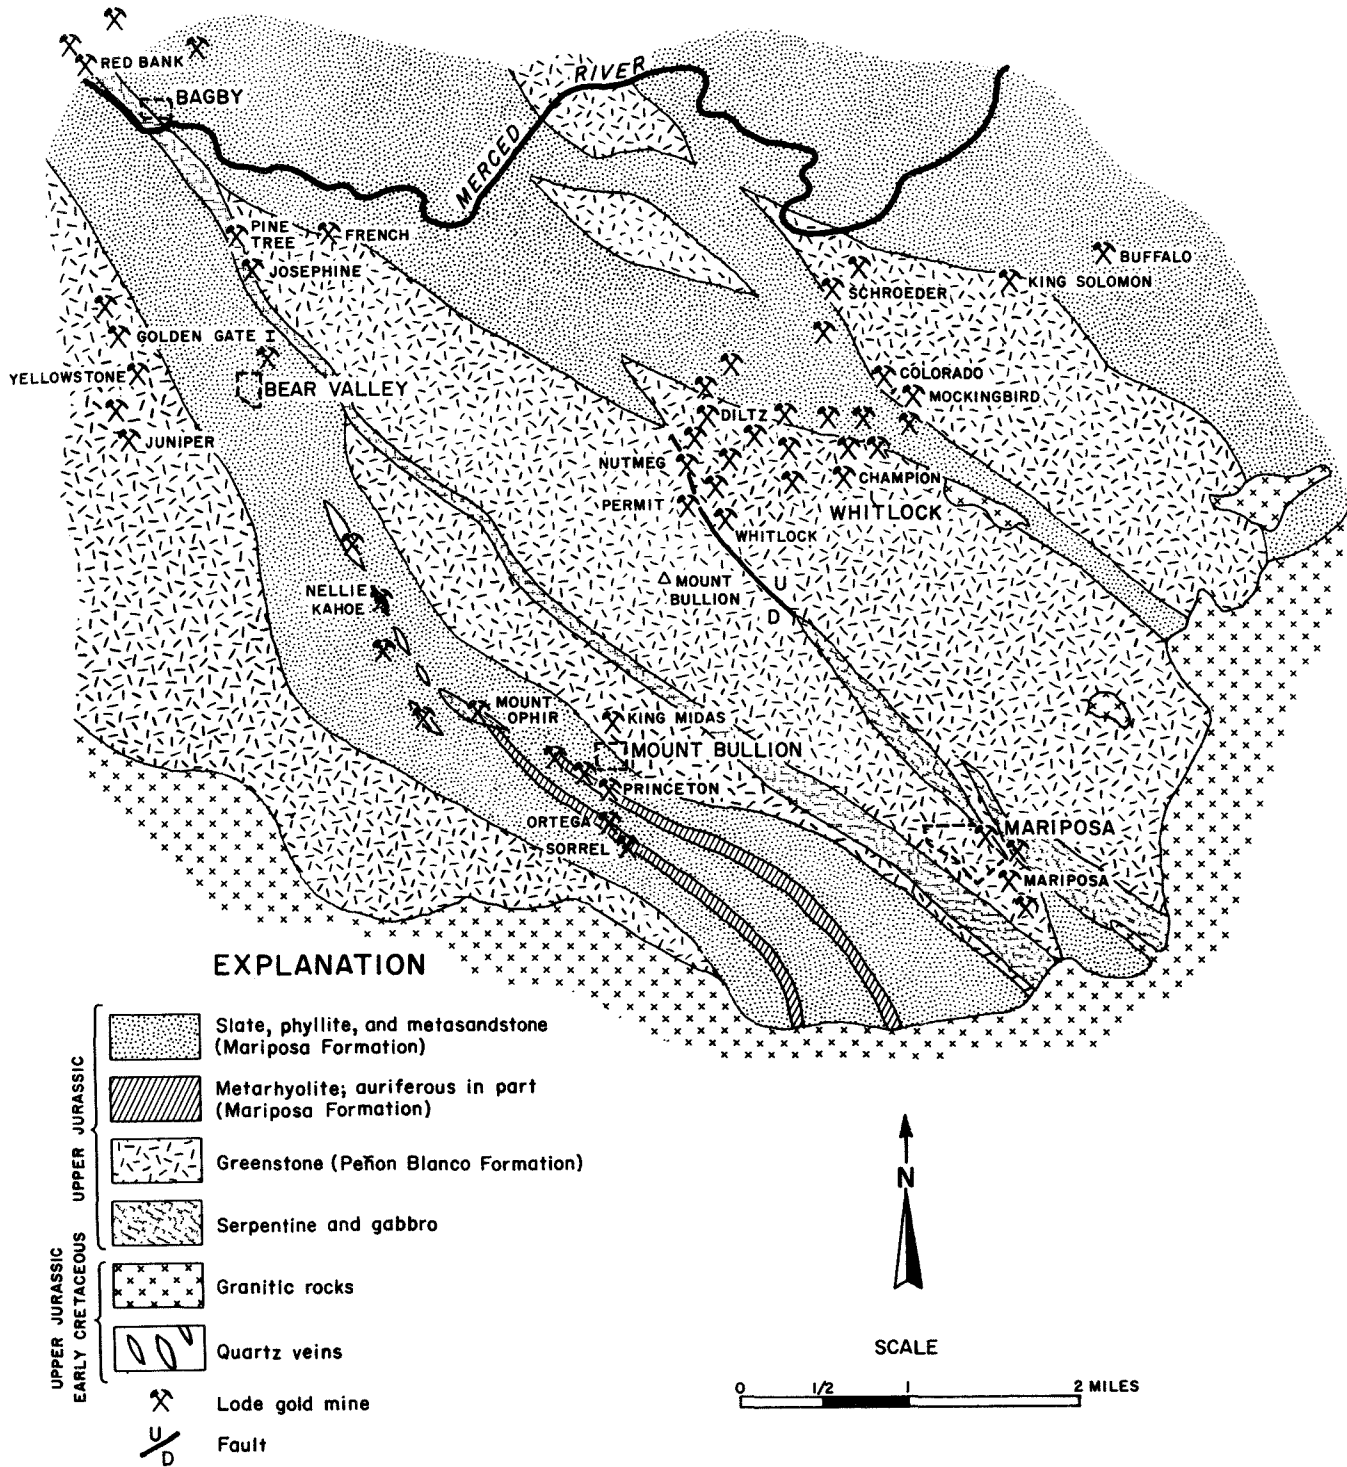 RED BANK
BAGBY
RIVER
MERCED
PINE
TREE
FRENCH
JOSEPHINE
BUFFALO
KING SOLOMON
SCHROEDER
GOLDEN GATE I
YELLOWSTONE
BEAR VALLEY
COLORADO
MOCKINGBIRD
DILTZ
JUNIPER
NUTMEG
CHAMPION
PERMIT
WHITLOCK
WHITLOCK
MOUNT
BULLION
U
D
NELLIE
KAHOE
MOUNT
OPHIR
KING MIDAS
MOUNT BULLION
PRINCETON
ORTEGA
SORREL
MARIPOSA
MARIPOSA
EXPLANATION
UPPER JURASSIC
Slate, phyllite, and metasandstone
(Mariposa Formation)
Metarhyolite; auriferous in part
(Mariposa Formation)
Greenstone (Peñon Blanco Formation)
Serpentine and gabbro
UPPER JURASSIC
EARLY CRETACEOUS
Granitic rocks
Quartz veins
Lode gold mine
U
D
Fault
N
SCALE
0 1/2 1 2 MILES